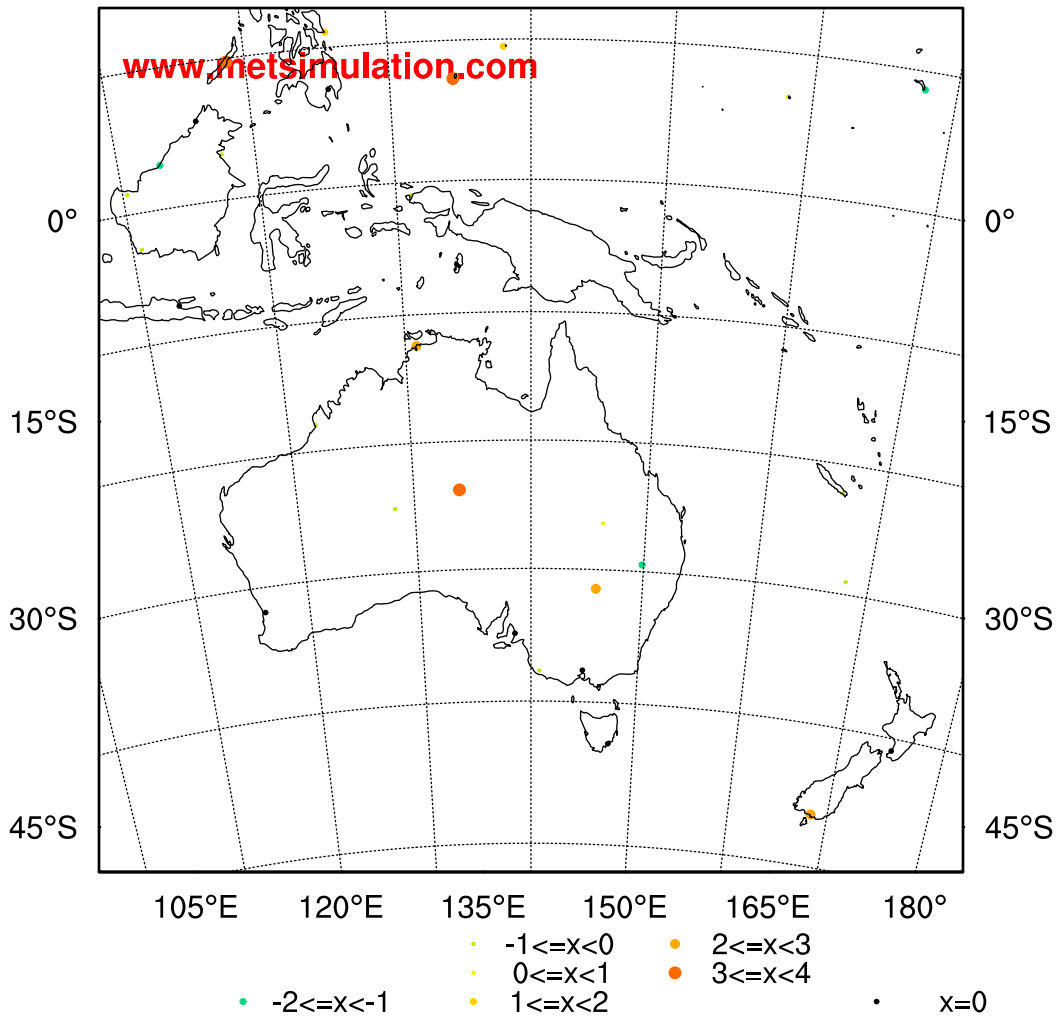 www.metsimulation.com
0° 0°
15°S 15°S
30°S 30°S
45°S 45°S
105°E 120°E 135°E 150°E 165°E 180°
-1<=x<0 2<=x<3
0<=x<1 3<=x<4
-2<=x<-1 1<=x<2 x=0